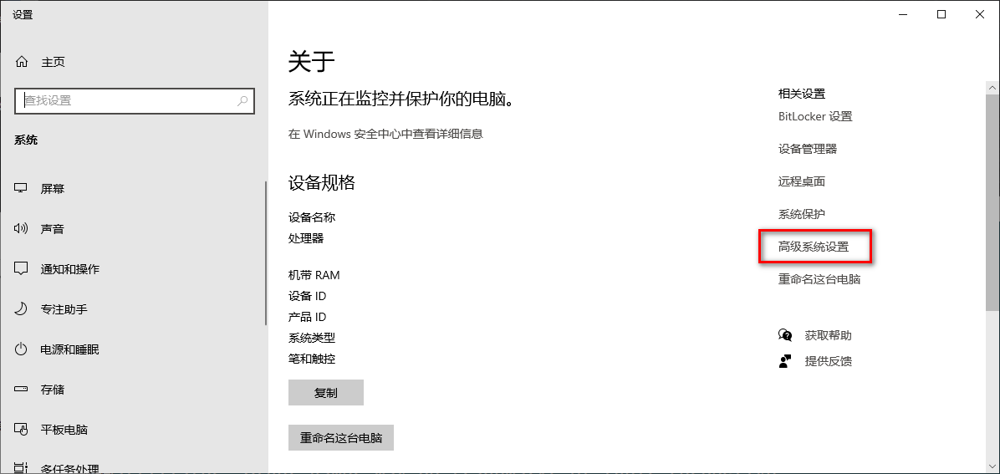 设置
主页
查找设置
系统
屏幕
声音
通知和操作
专注助手
电源和睡眠
存储
平板电脑
多任务处理
关于
系统正在监控并保护你的电脑。
在 Windows 安全中心中查看详细信息
设备规格
设备名称
处理器
机带 RAM
设备 ID
产品 ID
系统类型
笔和触控
复制
重命名这台电脑
相关设置
BitLocker 设置
设备管理器
远程桌面
系统保护
高级系统设置
重命名这台电脑
获取帮助
提供反馈